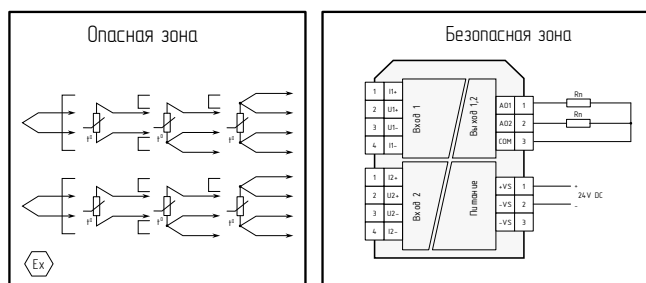 Опасная зона
t°
t°
t°
t°
t°
t°
Ex
Безопасная зона
1 I1+
2 U1+
3 U1-
4 I1-
Вход 1
Выход 1,2
AO1 1
AO2 2
COM 3
Rn
Rn
1 I2+
2 U2+
3 U2-
4 I2-
Вход 2
Питание
+VS 1
-VS 2
-VS 3
+
24V DC
-